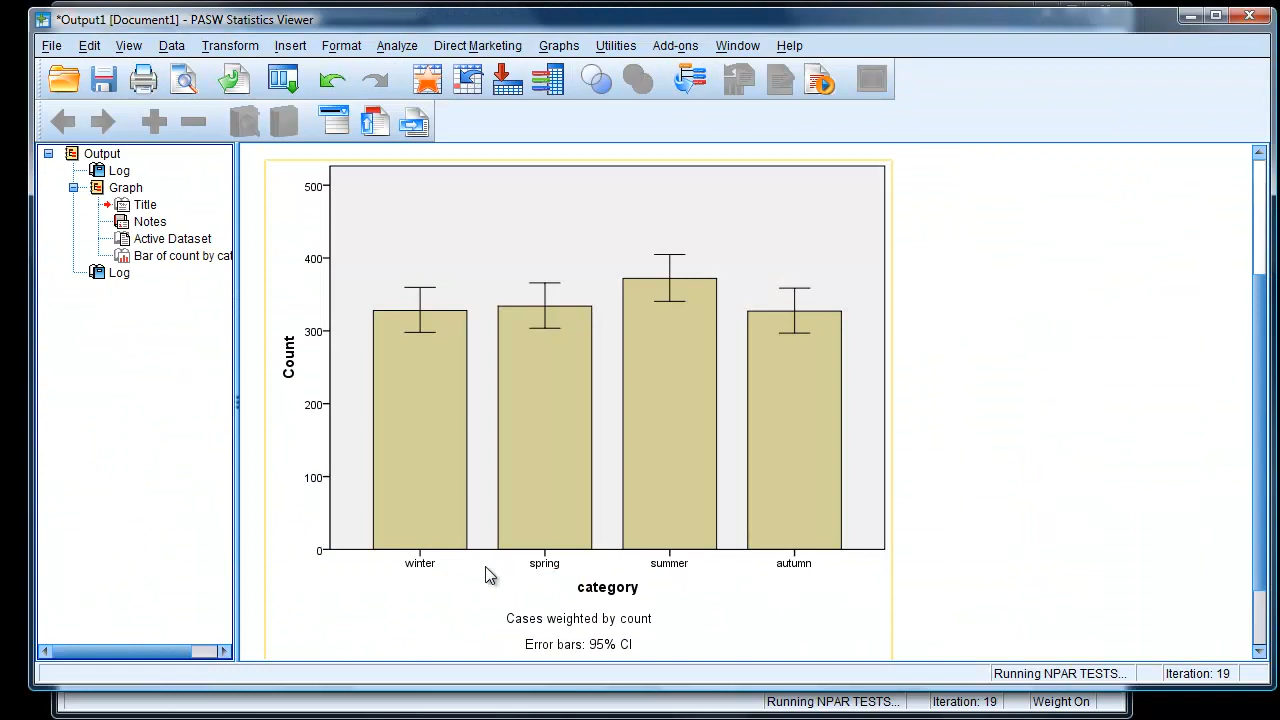 *Output1 [Document1] - PASW Statistics Viewer
File Edit View Data Transform Insert Format Analyze Direct Marketing Graphs Utilities Add-ons Window Help
Output
Log
Graph
Title
Notes
Active Dataset
Bar of count by cat
Log
500
400
300
200
100
0
Count
winter spring summer autumn
category
Cases weighted by count
Error bars: 95% CI
Running NPAR TESTS... Iteration: 19
Running NPAR TESTS... Iteration: 19 Weight On